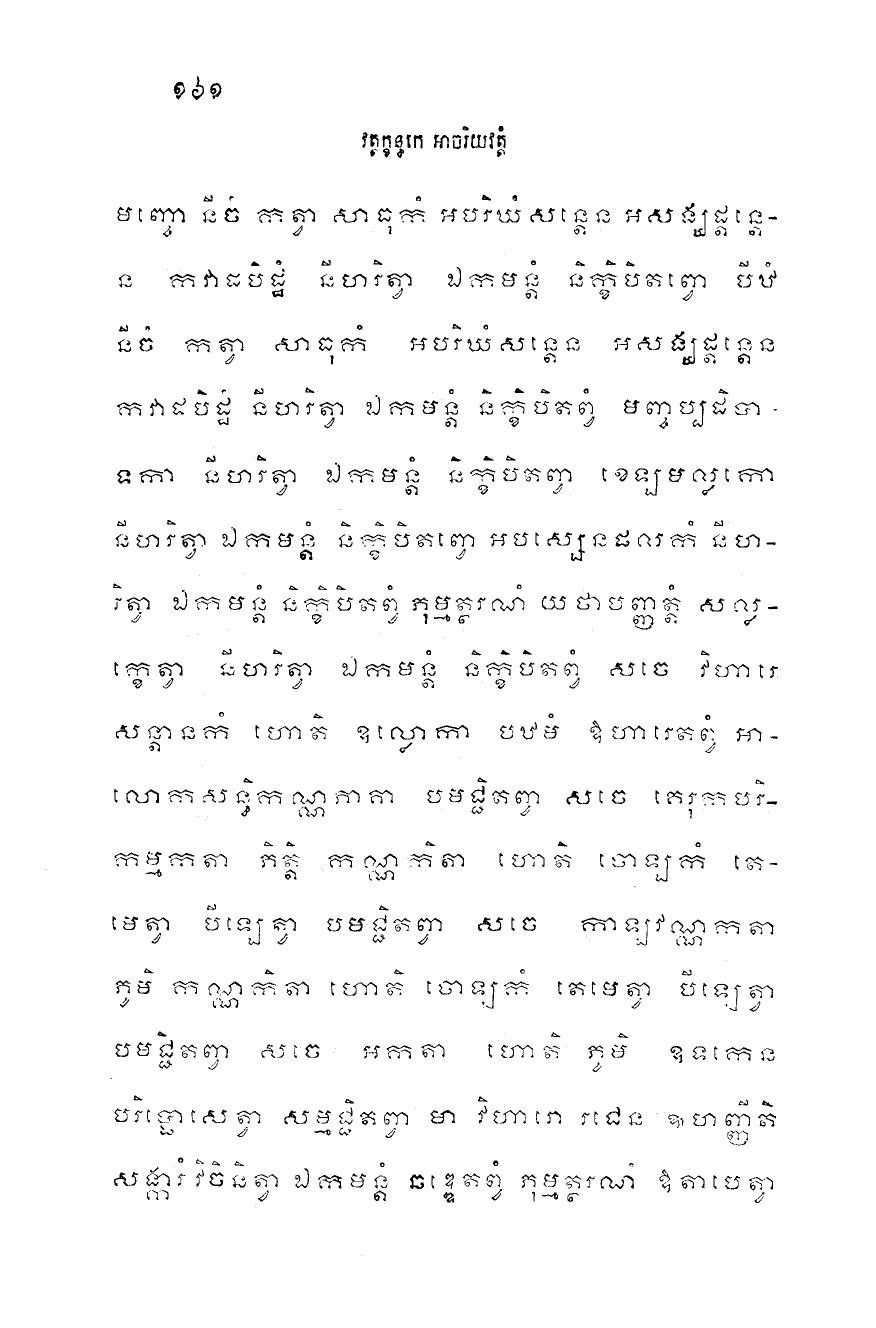 ១៦១
វត្តក្ខន្ធកេ អាចរិយវត្តំ
មញ្ចោ នីចំ កត្វា សាធុកំ អបរិឃំសន្តេន អសង្ឃដ្តន្តេ-
ន កវាដបិដ្ឋំ នីហរិត្វា ឯកមន្តំ និក្ខិបិតព្វោ បីឋំ
នីចំ កត្វា សាធុកំ អបរិឃំសន្តេន អសង្ឃដ្តន្តេន
កវាដបិដ្ឋំ នីហរិត្វា ឯកមន្តំ និក្ខិបិតព្វំ មញ្ចប្បដិបា-
ទកា នីហរិត្វា ឯកមន្តំ និក្ខិបិតព្វា ខេឡមល្លកោ
នីហរិត្វា ឯកមន្តំ និក្ខិបិតព្វោ អបស្សេនផលកំ នីហ-
រិត្វា ឯកមន្តំ និក្ខិបិតព្វំ ភុម្មត្ថរណំ យថាបញ្ញត្តំ សល្ល-
ក្ខេត្វា នីហរិត្វា ឯកមន្តំ និក្ខិបិតព្វំ សចេ វិហារេ
សន្តានកំ ហោតិ ឧល្លោកា បឋមំ ឱហារេតព្វំ អា-
លោកសន្ធិកណ្ណភាគា បមជ្ជិតព្វា សចេ គេរុកបរិ-
កម្មកតា ភិត្តិ កណ្ណកិតា ហោតិ ចោឡកំ តេ-
មេត្វា បីឡេត្វា បមជ្ជិតព្វា សចេ កាឡវណ្ណកតា
ភូមិ កណ្ណកិតា ហោតិ ចោឡកំ តេមេត្វា បីឡេត្វា
បមជ្ជិតព្វា សចេ អកតា ហោតិ ភូមិ ឧទកេន
បរិប្ផោសេត្វា សម្មជ្ជិតព្វា មា វិហារោ រជេន ឩហញ្ញីតិ
សង្ការំ វិចិនិត្វា ឯកមន្តំ ឆឌ្ឌេតព្វំ ភុម្មត្ថរណំ ឱតាបេត្វា